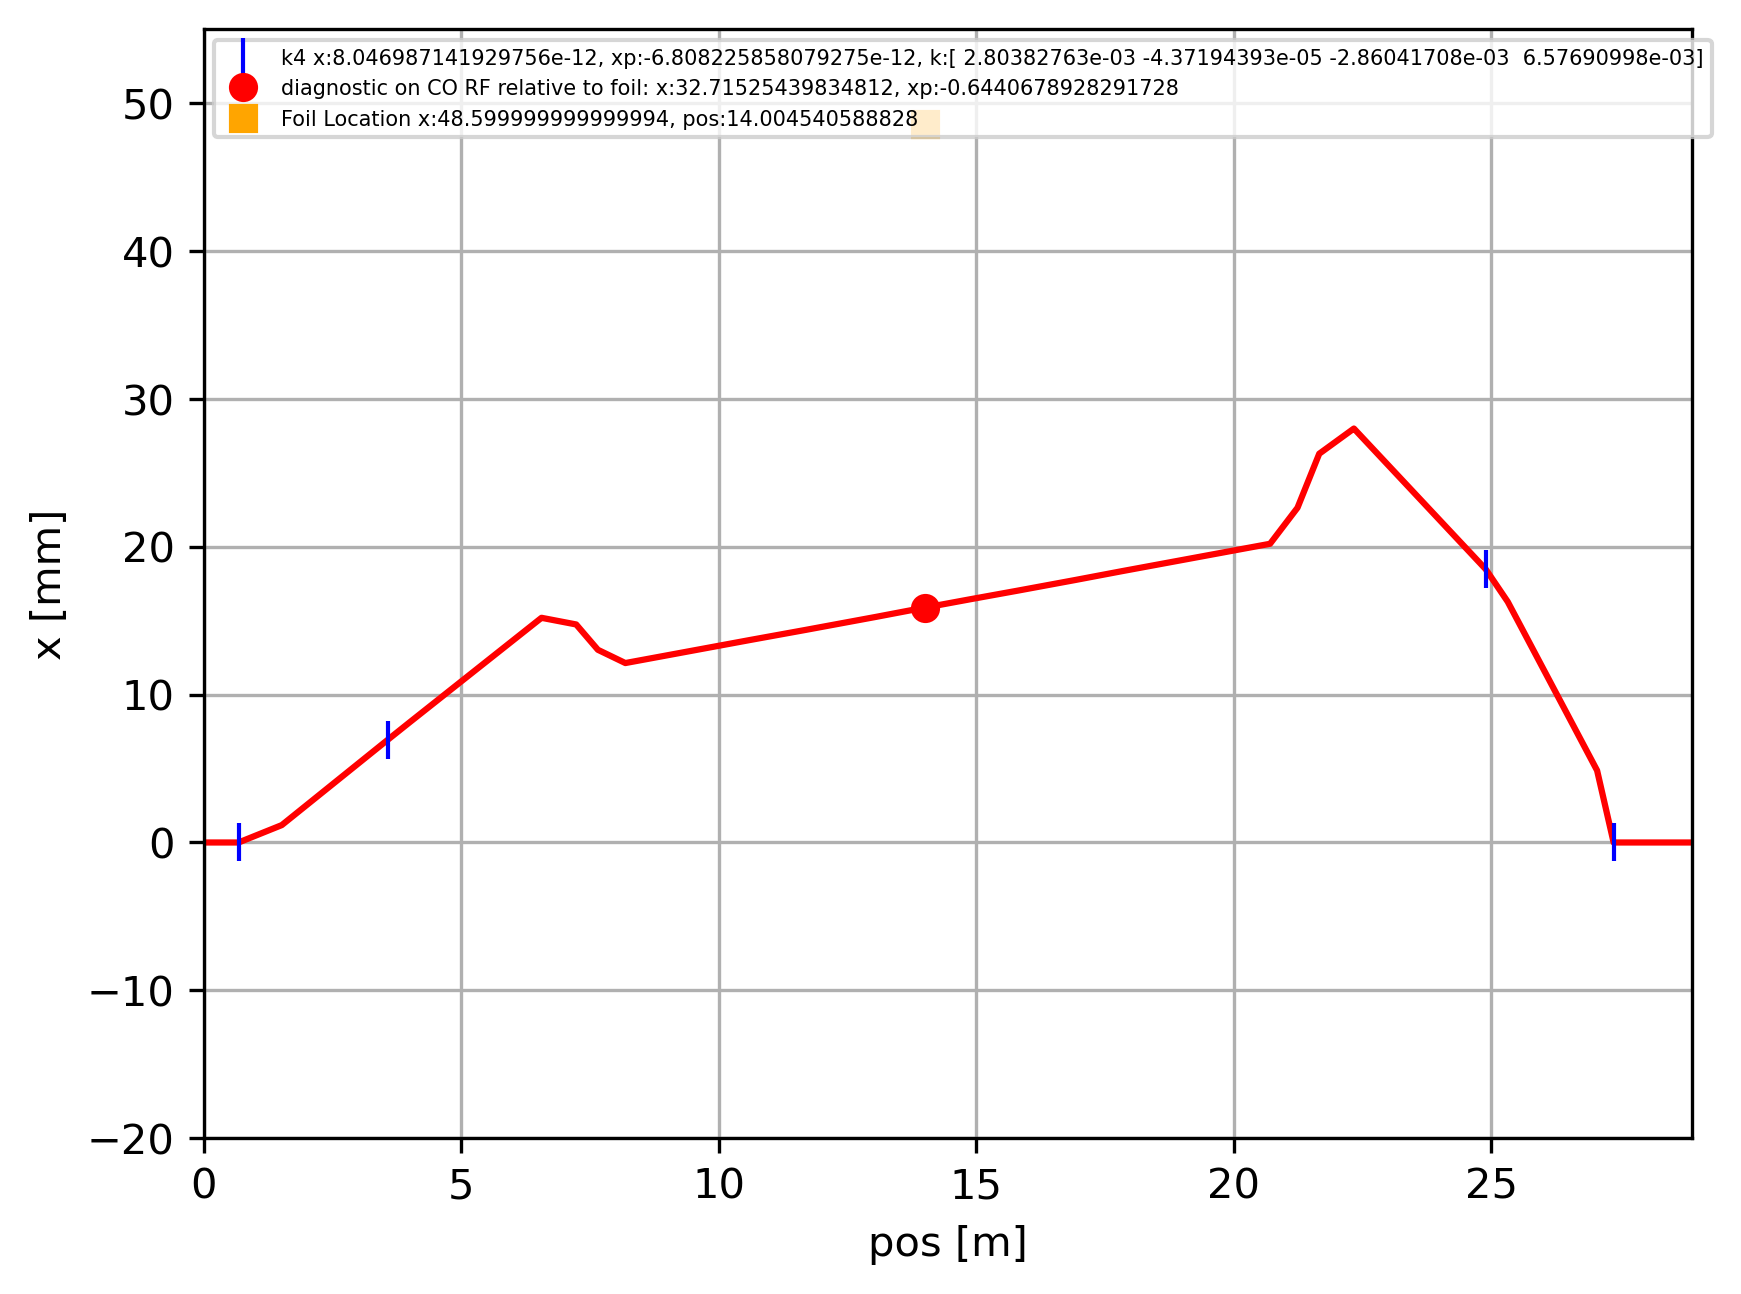 k4 x:8.046987141929756e-12, xp:-6.808225858079275e-12, k:[ 2.80382763e-03 -4.37194393e-05 -2.86041708e-03  6.57690998e-03]
diagnostic on CO RF relative to foil: x:32.71525439834812, xp:-0.6440678928291728
Foil Location x:48.599999999999994, pos:14.004540588828
50
40
30
20
10
0
−10
−20
x [mm]
0 5 10 15 20 25
pos [m]